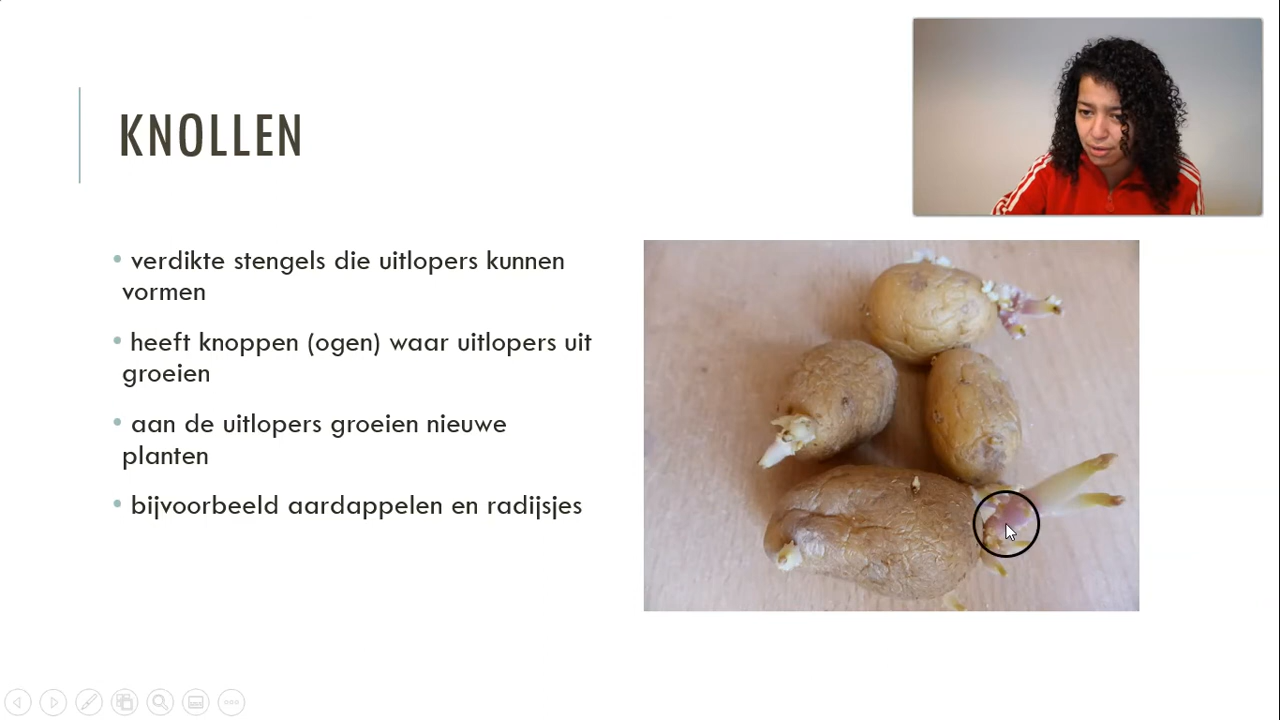 KNOLLEN
• verdikte stengels die uitlopers kunnen
vormen
• heeft knoppen (ogen) waar uitlopers uit
groeien
• aan de uitlopers groeien nieuwe
planten
• bijvoorbeeld aardappelen en radijsjes